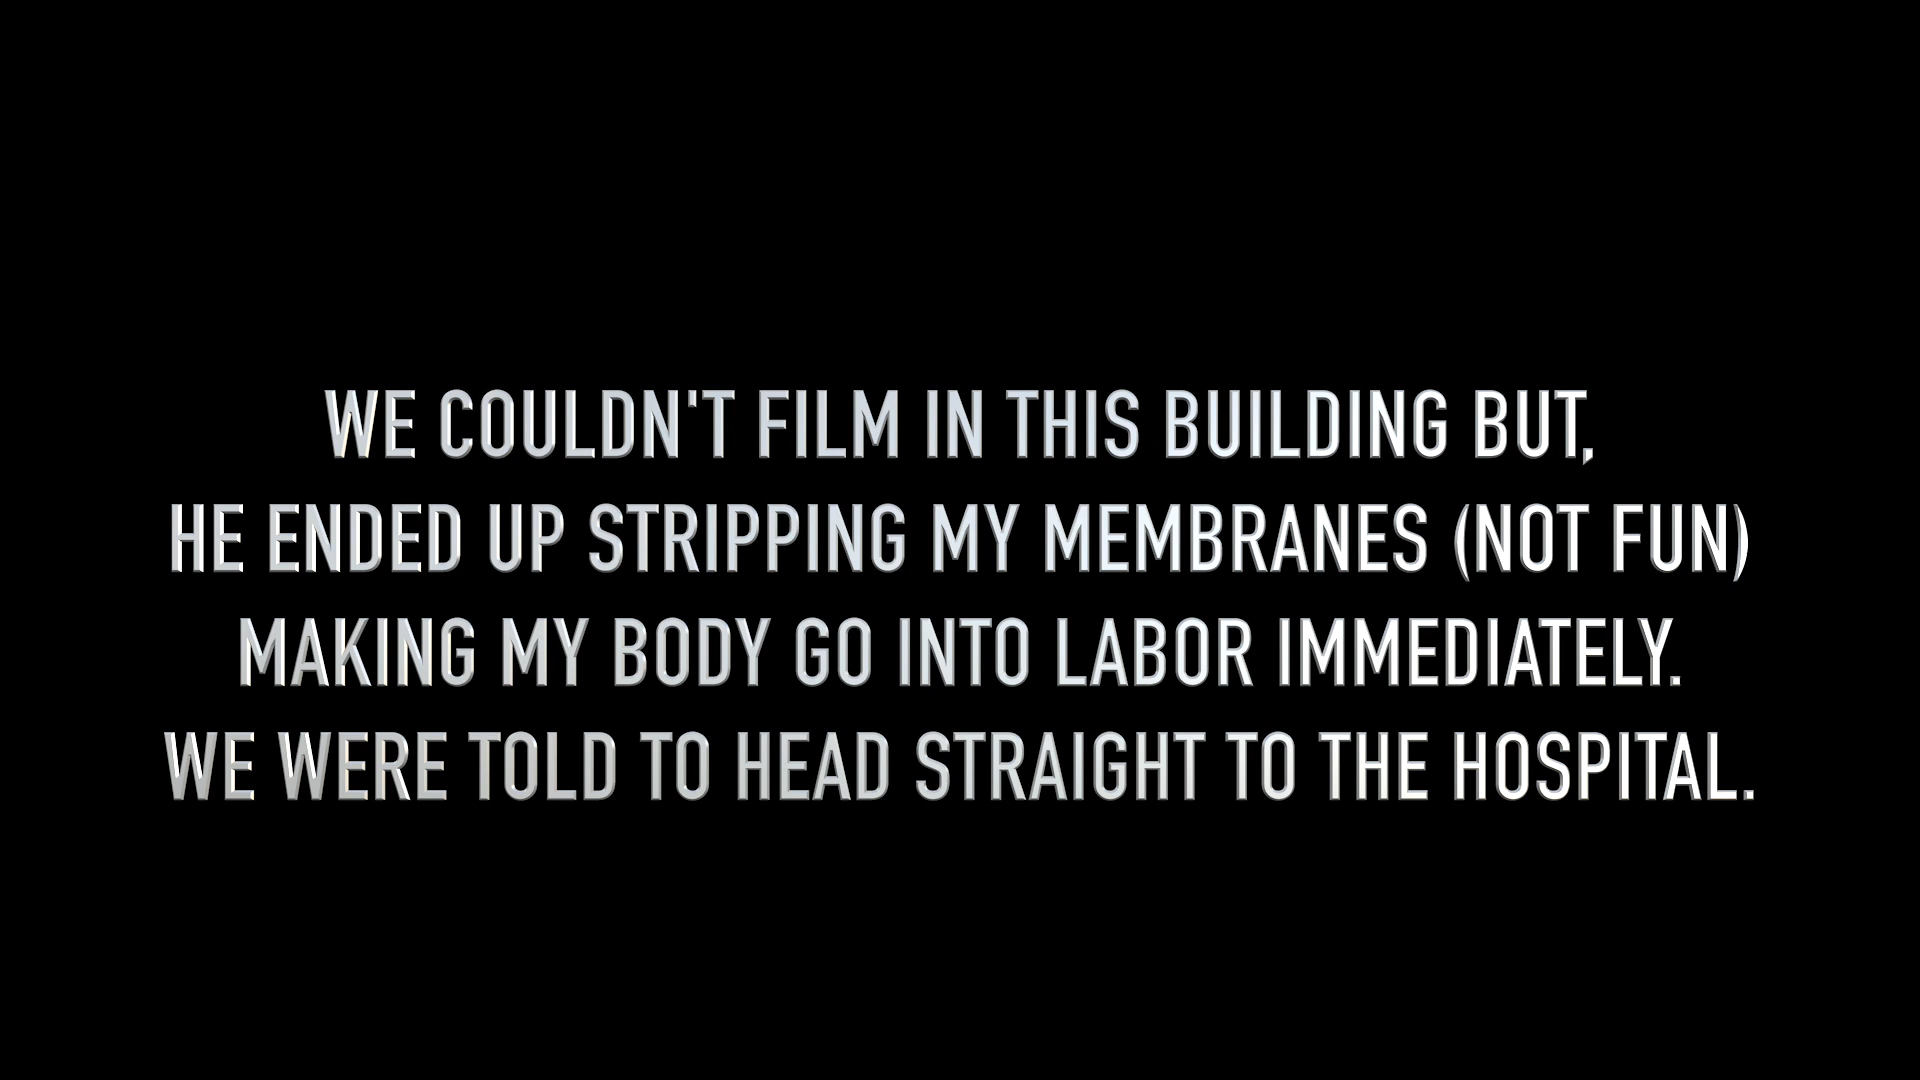 WE COULDN'T FILM IN THIS BUILDING BUT,
HE ENDED UP STRIPPING MY MEMBRANES (NOT FUN)
MAKING MY BODY GO INTO LABOR IMMEDIATELY.
WE WERE TOLD TO HEAD STRAIGHT TO THE HOSPITAL.